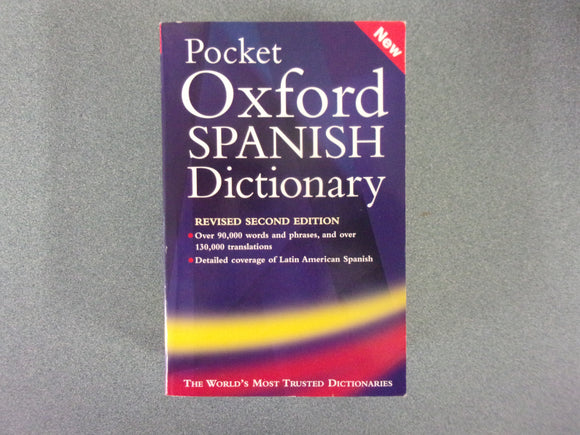 New
Pocket
Oxford
SPANISH
Dictionary
REVISED SECOND EDITION
Over 90,000 words and phrases, and over
130,000 translations
Detailed coverage of Latin American Spanish
THE WORLD'S MOST TRUSTED DICTIONARIES